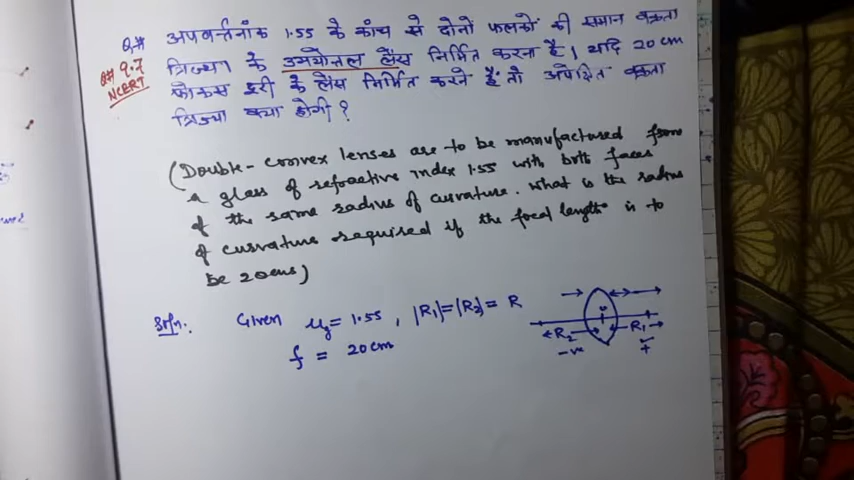 Q# अपवर्त्तनांक 1.55 के कांच से दोनों फलकों की समान वक्रता
Q# 9.7 त्रिज्या के उभयोत्तल लेंस निर्मित करना है। यदि 20 cm
NCERT फोकस दूरी के लेंस निर्मित करने हैं तो अपेक्षित वक्रता
त्रिज्या क्या होगी?
(Double-convex lenses are to be manufactured from
a glass of refractive index 1.55 with both faces
of the same radius of curvature. What is the radius
of curvature required if the focal length is to
be 20cm)
Soln:. Given μg = 1.55, |R1|=|R2|= R
f = 20cm
R2 R1
-ve +